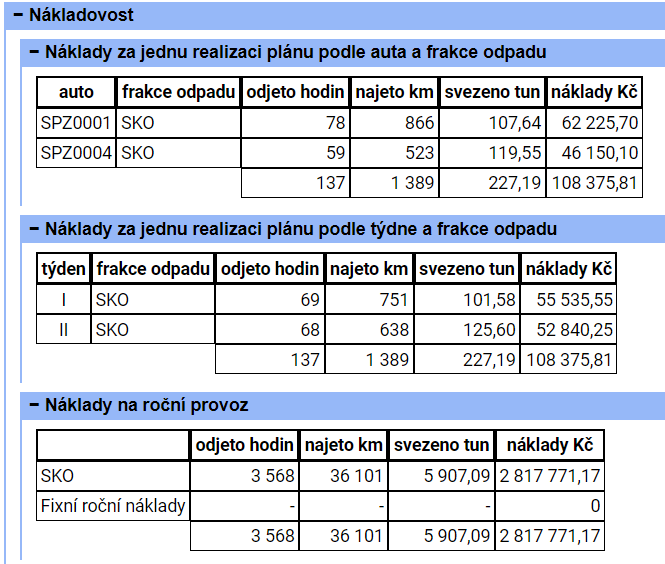 − Nákladovost
− Náklady za jednu realizaci plánu podle auta a frakce odpadu
auto frakce odpadu odjeto hodin najeto km svezeno tun náklady Kč
SPZ0001 SKO 78 866 107,64 62 225,70
SPZ0004 SKO 59 523 119,55 46 150,10
137 1 389 227,19 108 375,81
− Náklady za jednu realizaci plánu podle týdne a frakce odpadu
týden frakce odpadu odjeto hodin najeto km svezeno tun náklady Kč
I SKO 69 751 101,58 55 535,55
II SKO 68 638 125,60 52 840,25
137 1 389 227,19 108 375,81
− Náklady na roční provoz
odjeto hodin najeto km svezeno tun náklady Kč
SKO 3 568 36 101 5 907,09 2 817 771,17
Fixní roční náklady - - - 0
3 568 36 101 5 907,09 2 817 771,17